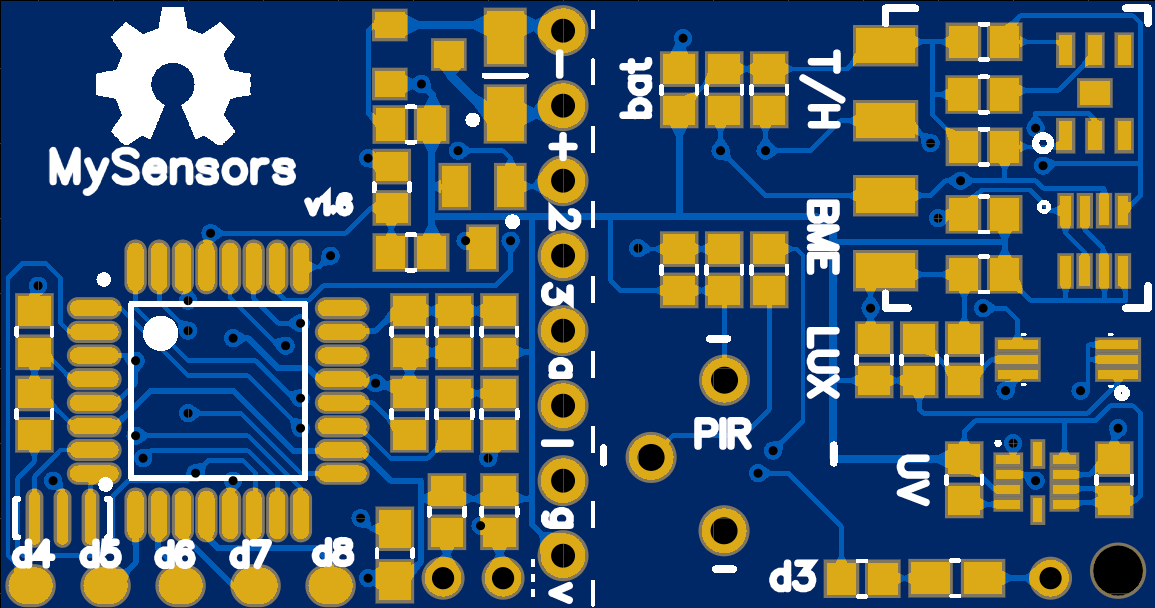 MySensors
v1.6
d4 d5 d6 d7 d8
– + 2 3 a l g v
bat
T/H
BME
LUX
PIR
UV
d3